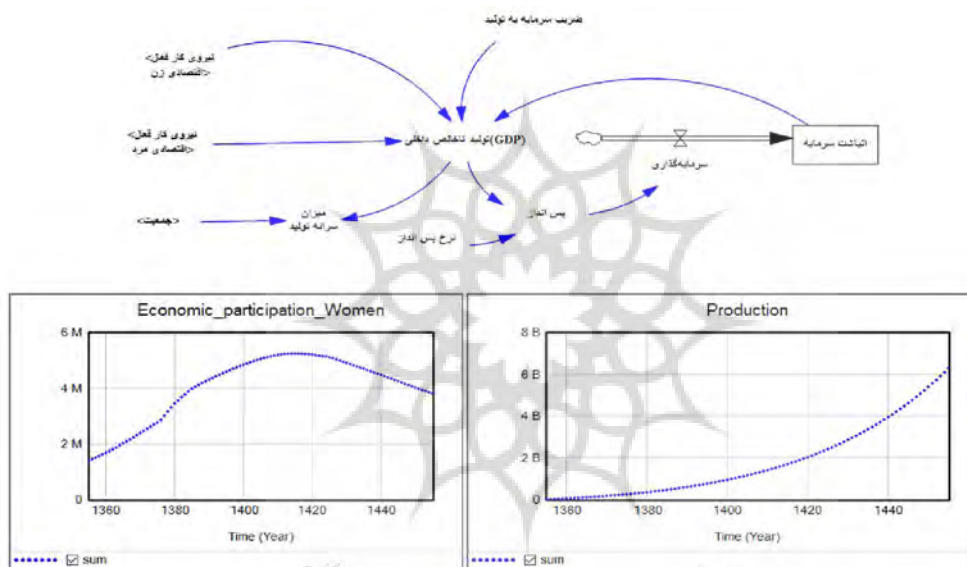 ضریب سرمایه به تولید
<نیروی کار فعال
اقتصادی زن>
<نیروی کار فعال
اقتصادی مرد>
تولید ناخالص داخلی(GDP)
انباشت سرمایه
سرمایه‌گذاری
<جمعیت>
میزان
سرانه تولید
پس انداز
نرخ پس انداز
Economic_participation_Women
6 M
4 M
2 M
0
1360 1380 1400 1420 1440
Time (Year)
sum
Production
8 B
6 B
4 B
2 B
0
1360 1380 1400 1420 1440
Time (Year)
sum